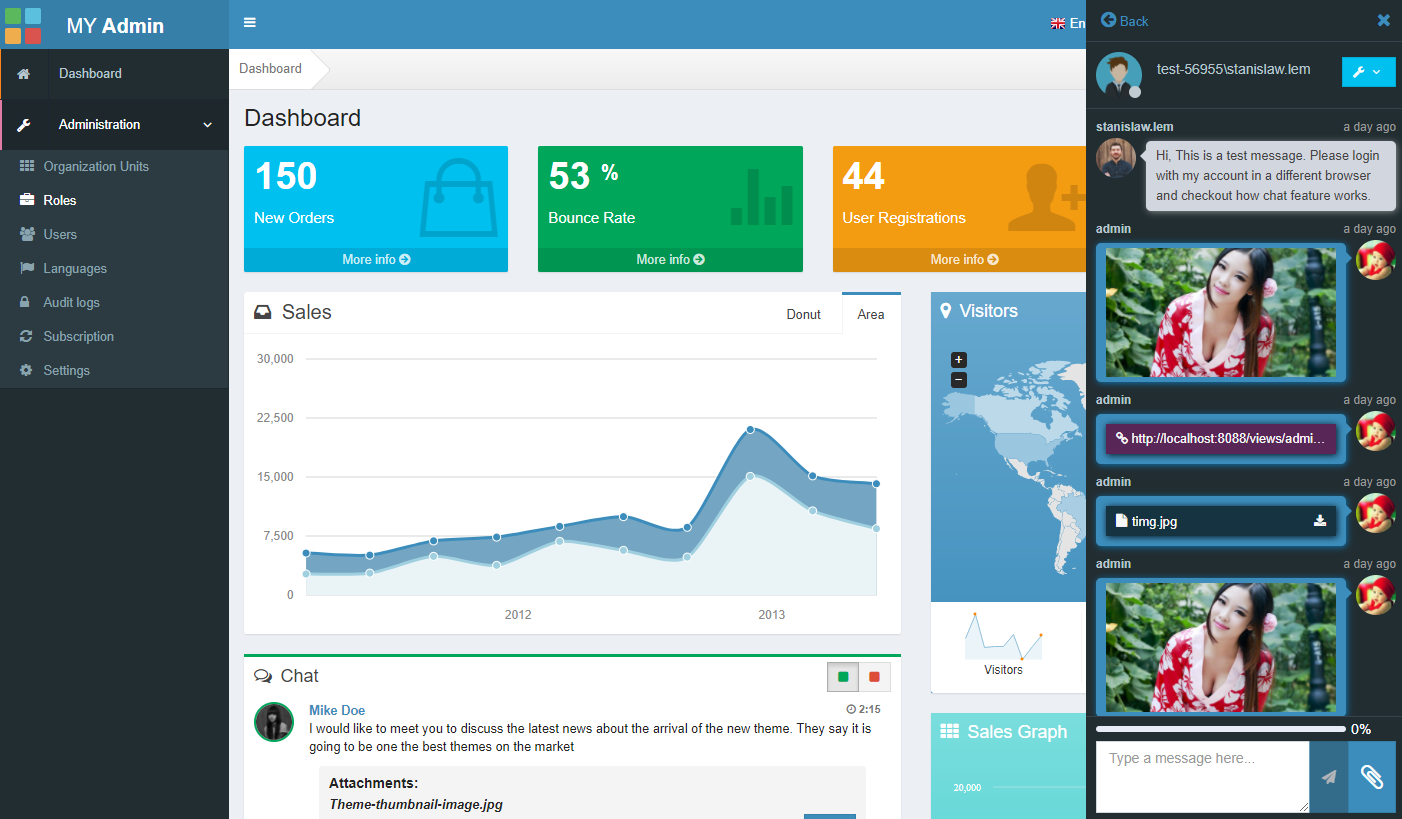 MY Admin
Dashboard
Administration
Organization Units
Roles
Users
Languages
Audit logs
Subscription
Settings
En
Dashboard
Dashboard
150
New Orders
More info
53 %
Bounce Rate
More info
44
User Registrations
More info
Sales
Donut
Area
30,000
22,500
15,000
7,500
0
2012
2013
Visitors
+
−
Visitors
Chat
Mike Doe
2:15
I would like to meet you to discuss the latest news about the arrival of the new theme. They say it is
going to be one the best themes on the market
Attachments:
Theme-thumbnail-image.jpg
Sales Graph
20,000
Back
test-56955\stanislaw.lem
stanislaw.lem
a day ago
Hi, This is a test message. Please login
with my account in a different browser
and checkout how chat feature works.
admin
a day ago
admin
a day ago
http://localhost:8088/views/admi...
admin
a day ago
timg.jpg
admin
a day ago
0%
Type a message here...